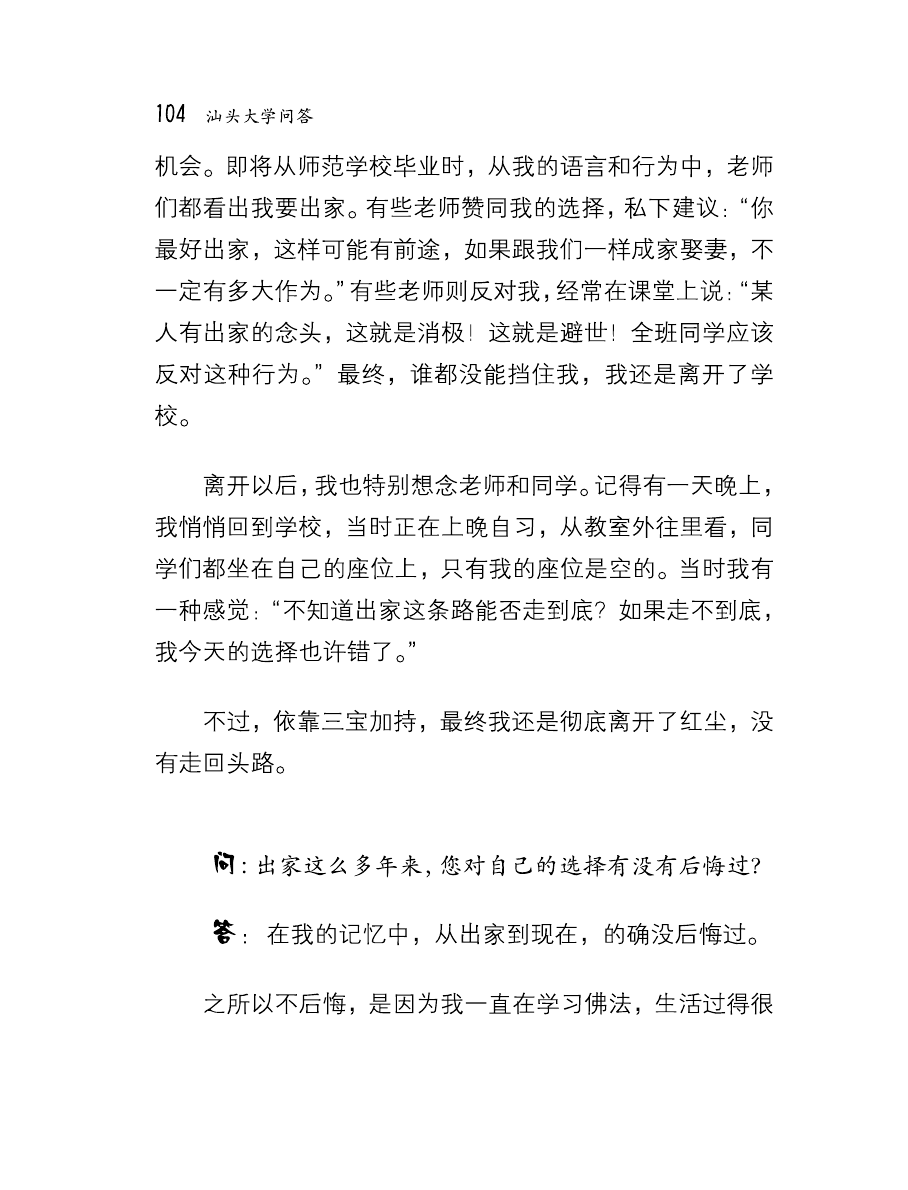 104 汕头大学问答
机会。即将从师范学校毕业时，从我的语言和行为中，老师
们都看出我要出家。有些老师赞同我的选择，私下建议：“你
最好出家，这样可能有前途，如果跟我们一样成家娶妻，不
一定有多大作为。”有些老师则反对我，经常在课堂上说：“某
人有出家的念头，这就是消极！这就是避世！全班同学应该
反对这种行为。” 最终，谁都没能挡住我，我还是离开了学
校。
离开以后，我也特别想念老师和同学。记得有一天晚上，
我悄悄回到学校，当时正在上晚自习，从教室外往里看，同
学们都坐在自己的座位上，只有我的座位是空的。当时我有
一种感觉：“不知道出家这条路能否走到底？如果走不到底，
我今天的选择也许错了。”
不过，依靠三宝加持，最终我还是彻底离开了红尘，没
有走回头路。
问：出家这么多年来，您对自己的选择有没有后悔过？
答： 在我的记忆中，从出家到现在，的确没后悔过。
之所以不后悔，是因为我一直在学习佛法，生活过得很